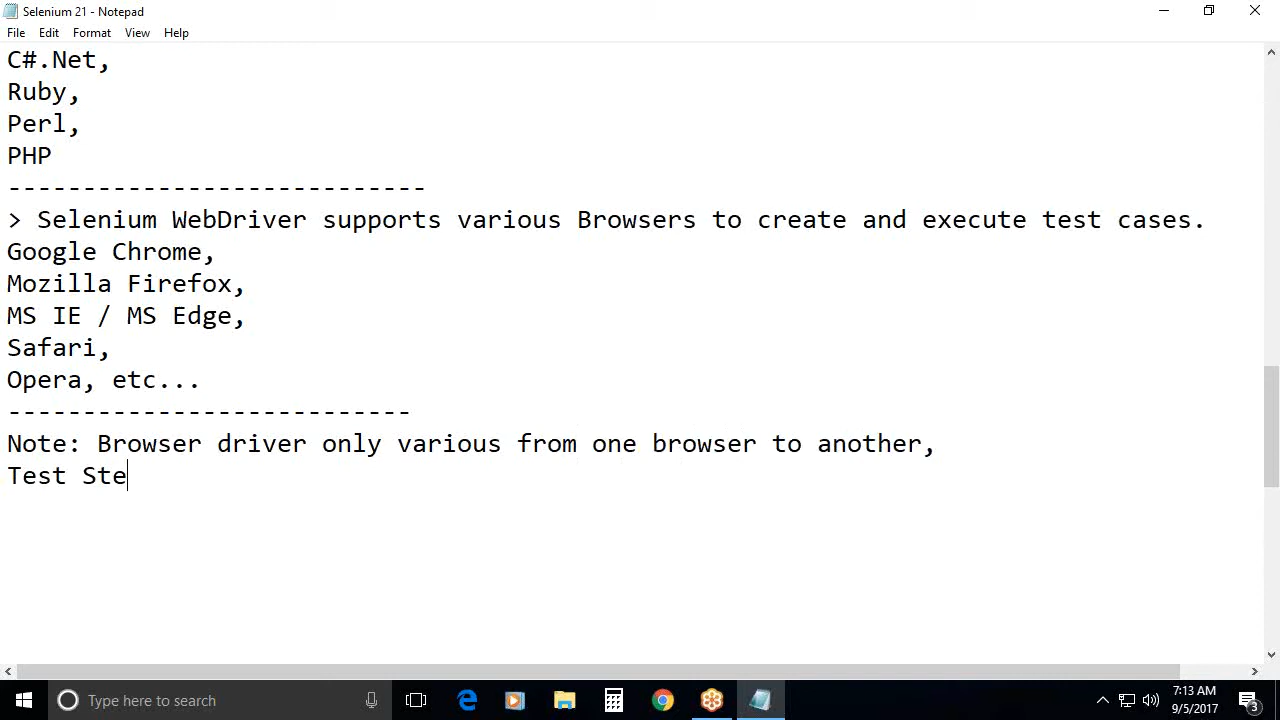 Selenium 21 - Notepad
File Edit Format View Help
C#.Net,
Ruby,
Perl,
PHP
----------------------------
> Selenium WebDriver supports various Browsers to create and execute test cases.
Google Chrome,
Mozilla Firefox,
MS IE / MS Edge,
Safari,
Opera, etc...
---------------------------
Note: Browser driver only various from one browser to another,
Test Ste
Type here to search
7:13 AM
9/5/2017
3